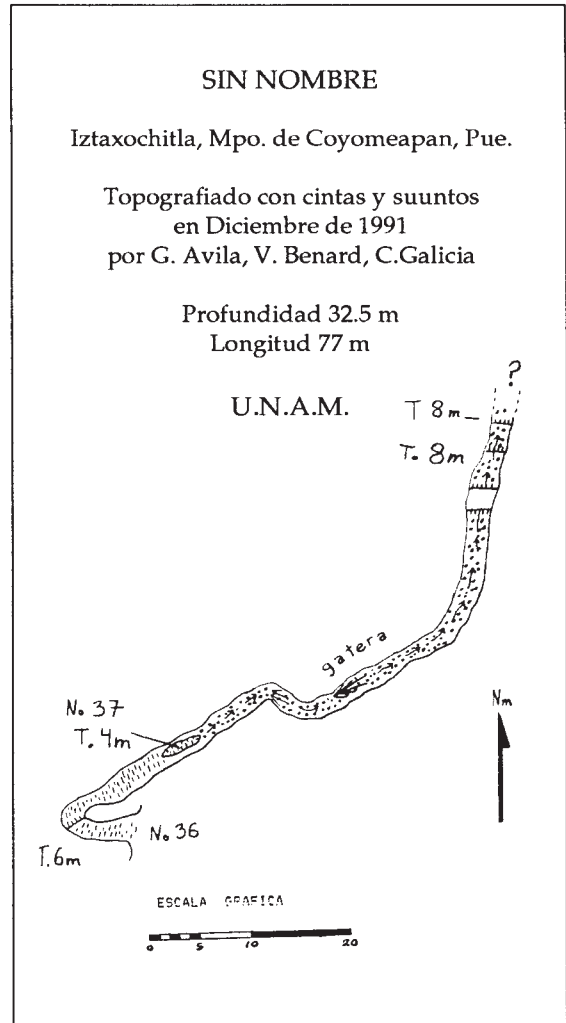 SIN NOMBRE
Iztaxochitla, Mpo. de Coyomeapan, Pue.
Topografiado con cintas y suuntos
en Diciembre de 1991
por G. Avila, V. Benard, C.Galicia
Profundidad 32.5 m
Longitud 77 m
U.N.A.M.
?
T 8m
T. 8m
gatera
No. 37
T. 4m
Nm
No 36
T.6m
ESCALA GRAFICA
0 5 10 20